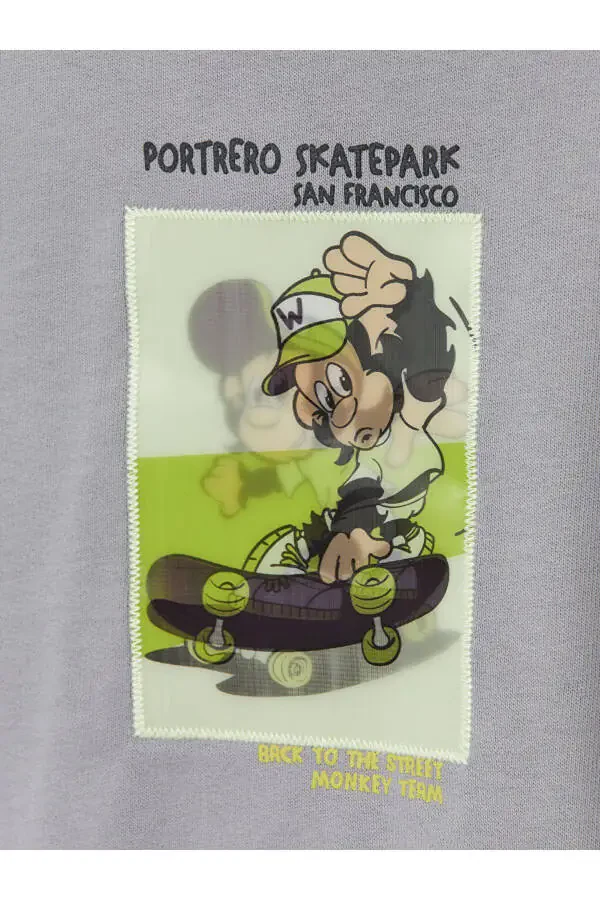 PORTRERO SKATEPARK
SAN FRANCISCO
W
BACK TO THE STREET
MONKEY TEAM